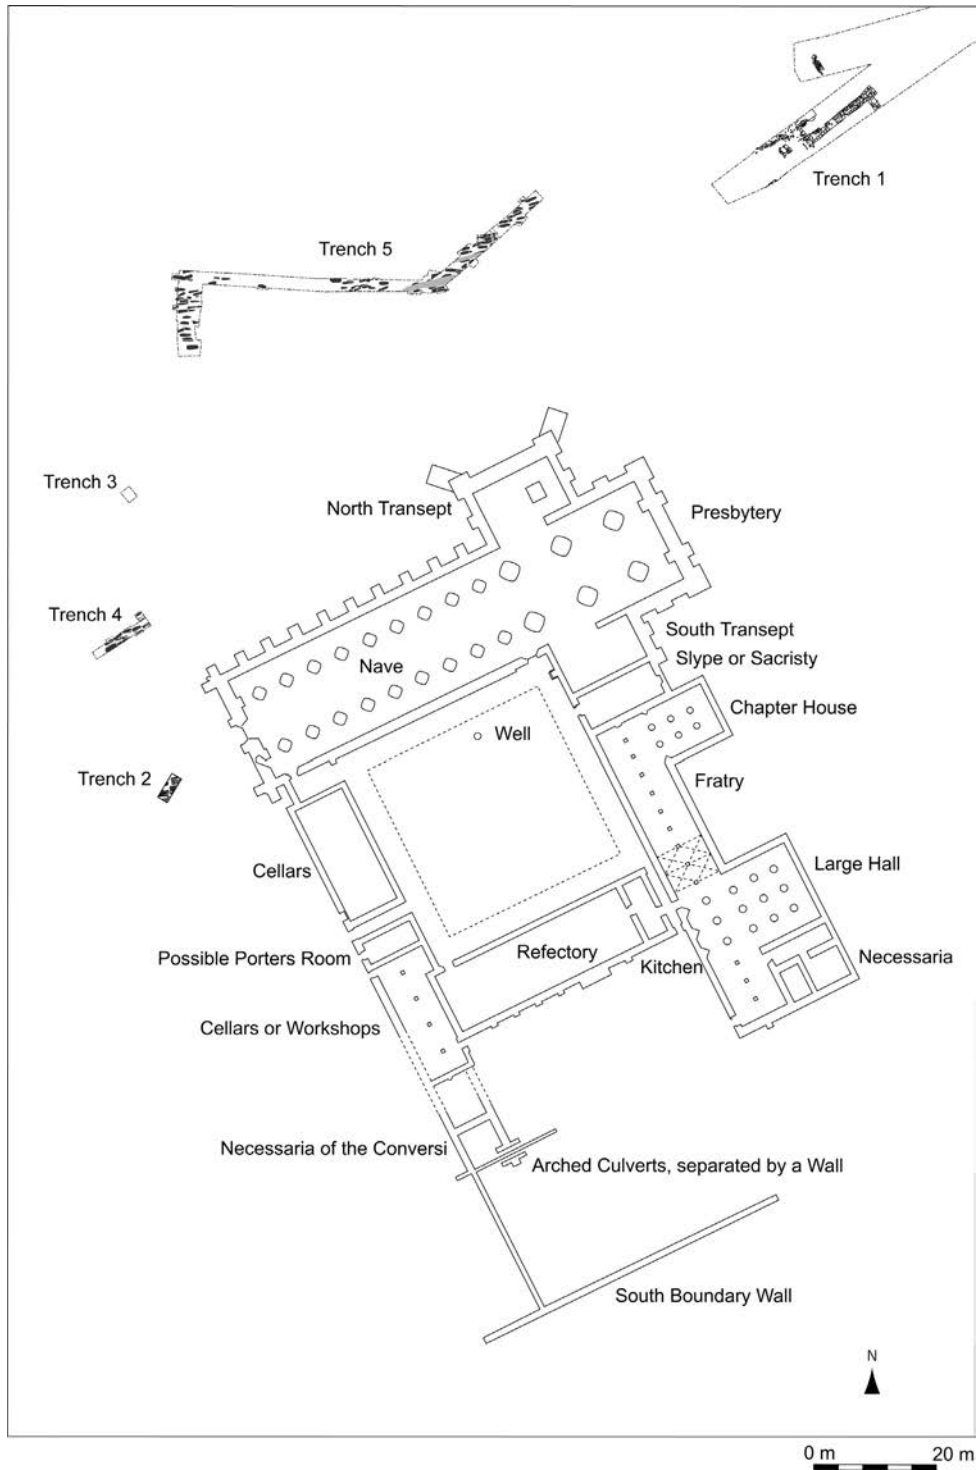 Trench 1
Trench 5
Trench 3
North Transept
Presbytery
Trench 4
South Transept
Slype or Sacristy
Nave
Chapter House
Well
Trench 2
Fratry
Cellars
Large Hall
Possible Porters Room
Refectory
Kitchen
Necessaria
Cellars or Workshops
Necessaria of the Conversi
Arched Culverts, separated by a Wall
South Boundary Wall
N
0 m 20 m